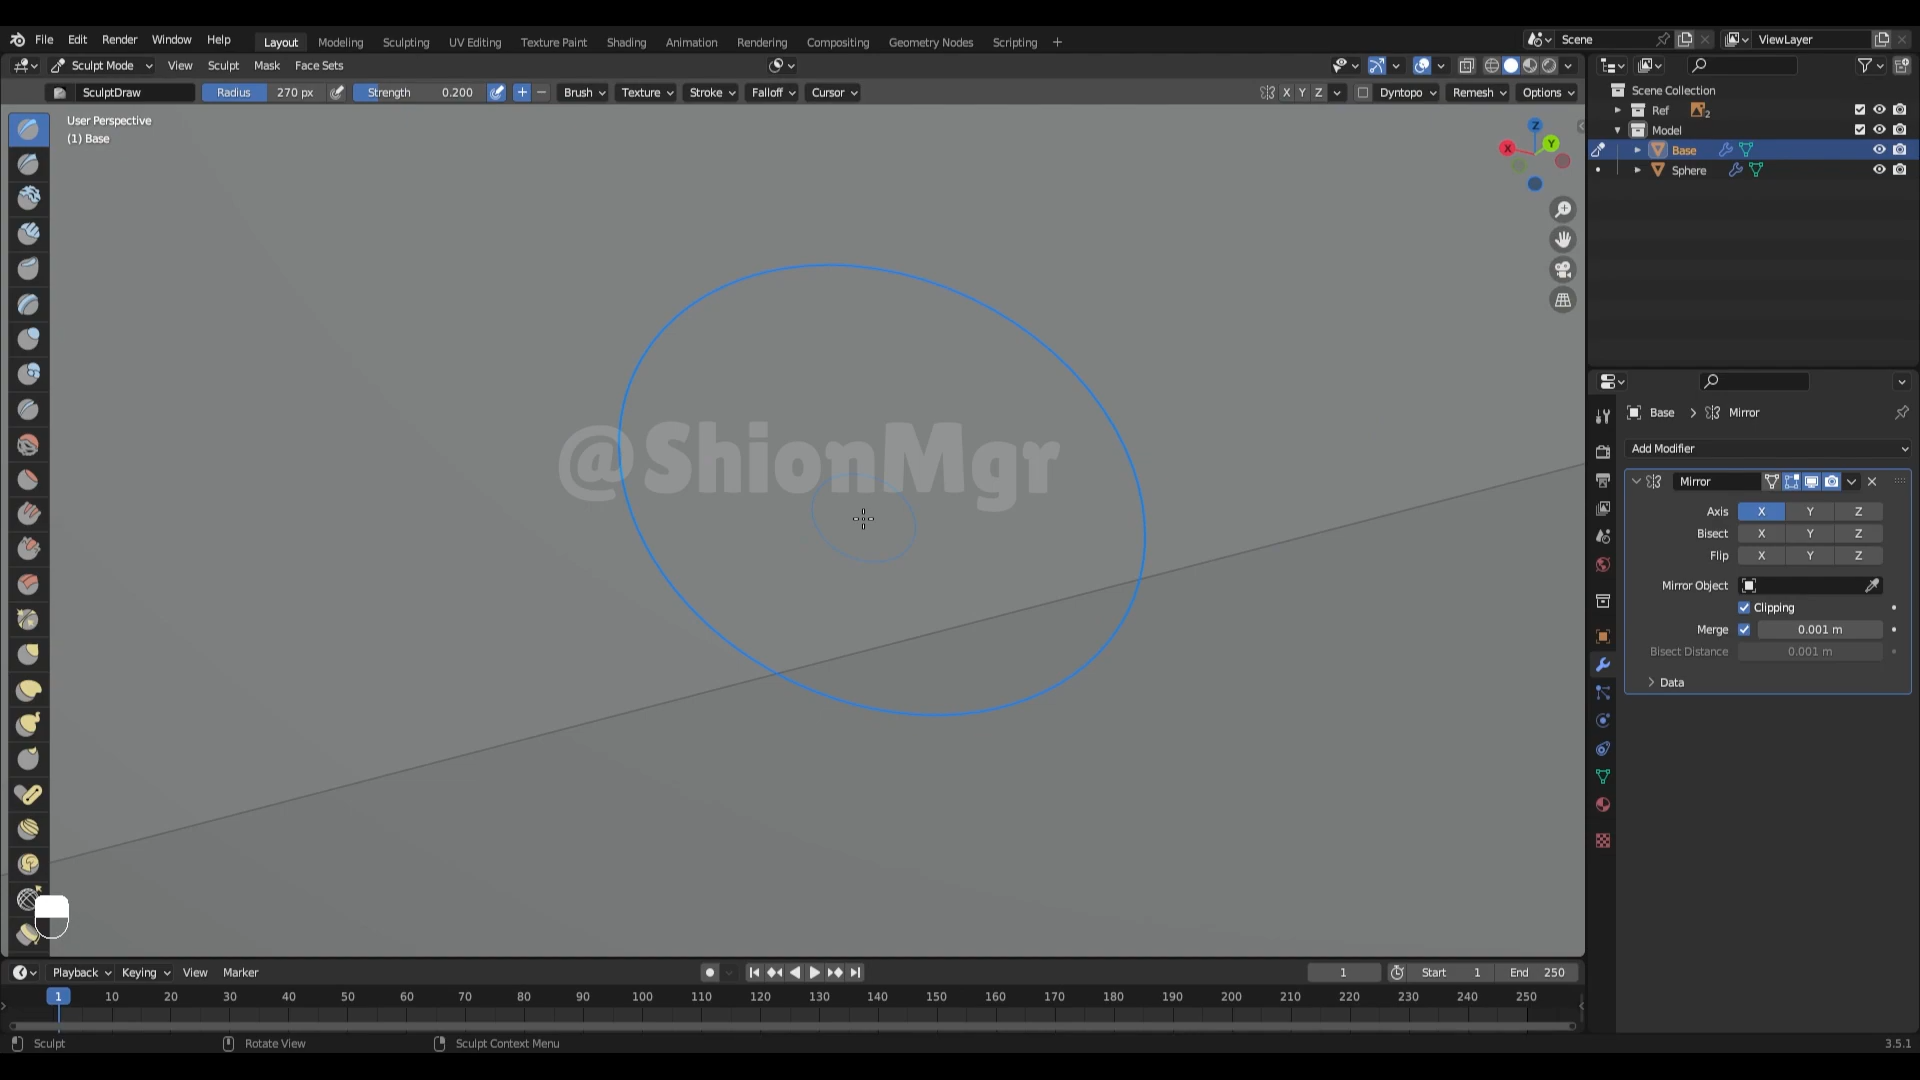 File Edit Render Window Help Layout Modeling Sculpting UV Editing Texture Paint Shading Animation Rendering Compositing Geometry Nodes Scripting + Scene ViewLayer
Sculpt Mode View Sculpt Mask Face Sets
SculptDraw Radius 270 px Strength 0.200 Brush Texture Stroke Falloff Cursor X Y Z Dyntopo Remesh Options
User Perspective
(1) Base
Z
Y
X
@ShionMgr
Scene Collection
Ref 2
Model
Base
Sphere
Base > Mirror
Add Modifier
Mirror
Axis X Y Z
Bisect X Y Z
Flip X Y Z
Mirror Object
Clipping
Merge 0.001 m
Bisect Distance 0.001 m
Data
Playback Keying View Marker 1 Start 1 End 250
1 10 20 30 40 50 60 70 80 90 100 110 120 130 140 150 160 170 180 190 200 210 220 230 240 250
Sculpt Rotate View Sculpt Context Menu 3.5.1